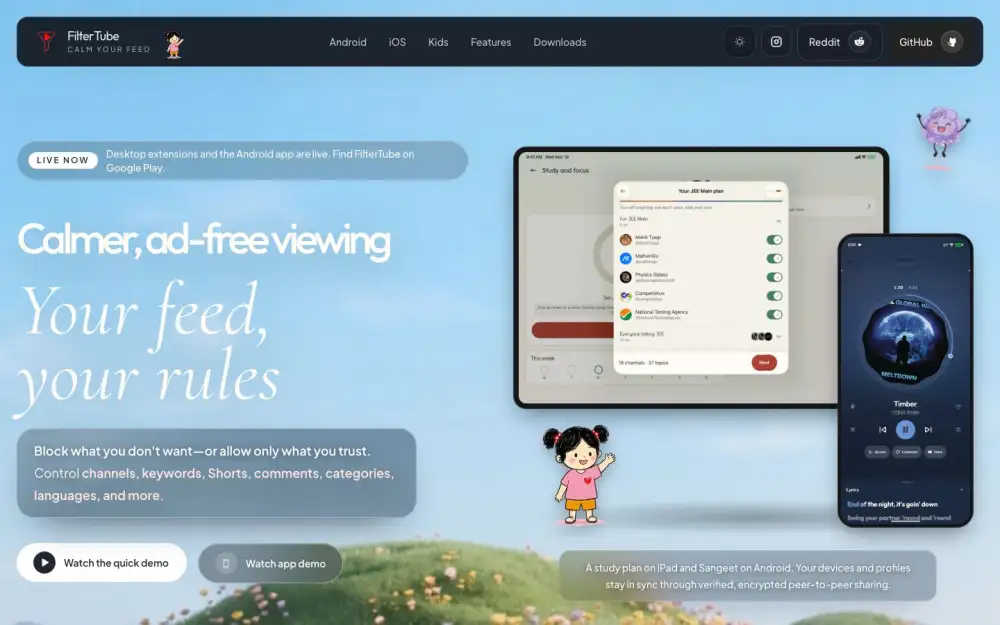 FilterTube
CALM YOUR FEED
Android
iOS
Kids
Features
Downloads
Reddit
GitHub
LIVE NOW
Desktop extensions and the Android app are live. Find FilterTube on
Google Play.
Calmer, ad-free viewing
Your feed,
your rules
Block what you don't want—or allow only what you trust.
Control channels, keywords, Shorts, comments, categories,
languages, and more.
Watch the quick demo
Watch app demo
Study and focus
Your JEE Main plan
For JEE Main
Mohit Tyagi
MathonGo
Physics Galaxy
Competishun
National Testing Agency
Everyone taking JEE
This week
18 channels
37 topics
Next
MELTDOWN
Timber
Lyrics
End of the night, it's goin' down
Swing your partner 'round and 'round
A study plan on iPad and Sangeet on Android. Your devices and profiles
stay in sync through verified, encrypted peer-to-peer sharing.